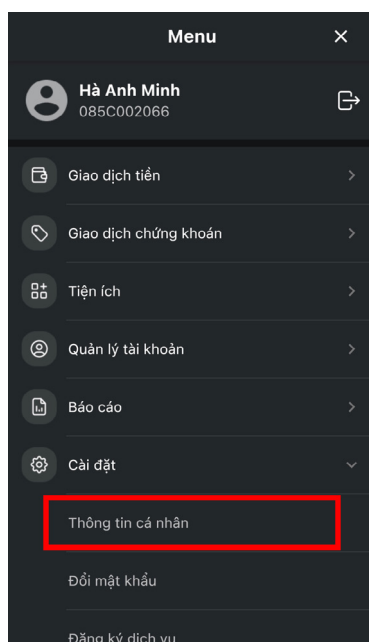 Menu
Hà Anh Minh
085C002066
Giao dịch tiền
Giao dịch chứng khoán
Tiện ích
Quản lý tài khoản
Báo cáo
Cài đặt
Thông tin cá nhân
Đổi mật khẩu
Đăng ký dịch vụ